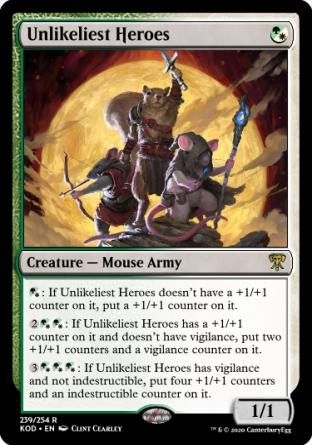 Unlikeliest Heroes
Creature — Mouse Army
: If Unlikeliest Heroes doesn't have a +1/+1
counter on it, put a +1/+1 counter on it.
2 : If Unlikeliest Heroes has a +1/+1
counter on it and doesn't have vigilance, put two
+1/+1 counters and a vigilance counter on it.
3 : If Unlikeliest Heroes has vigilance
and not indestructible, put four +1/+1 counters
and an indestructible counter on it.
1/1
239/254 R
KOD • EN Clint Cearley
™ & © 2020 CanterburyEgg